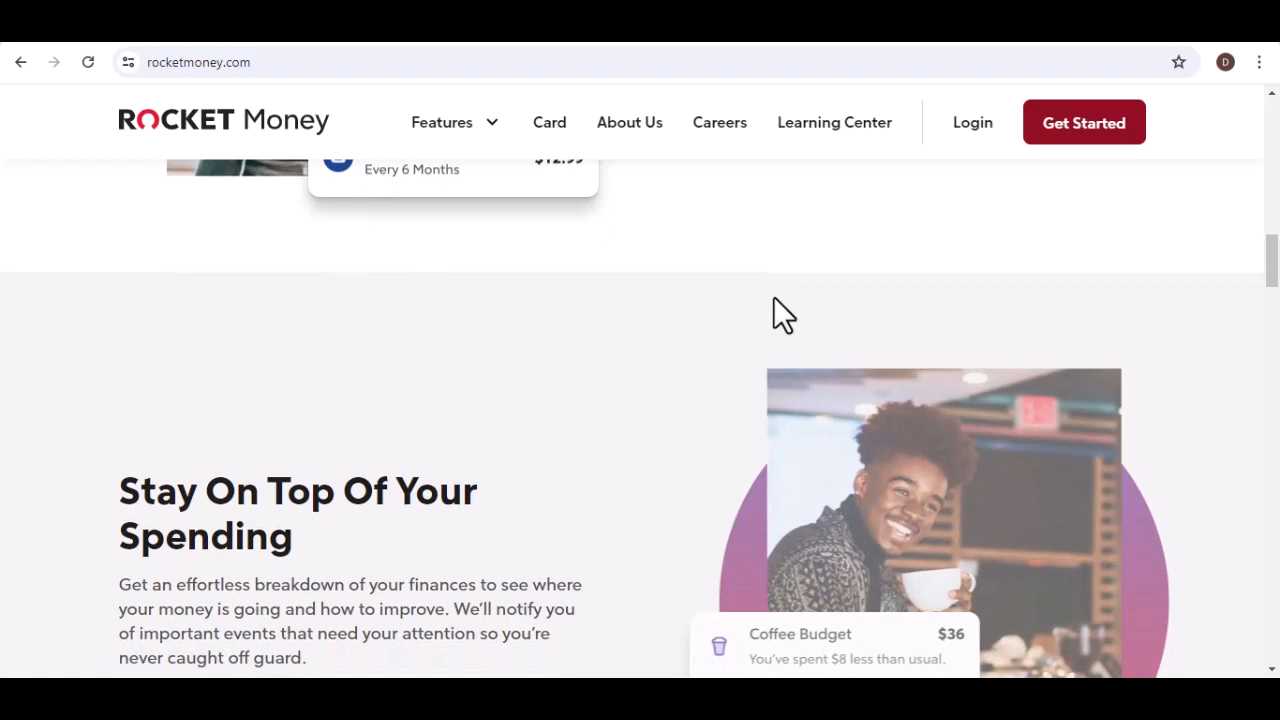 rocketmoney.com
D
ROCKET Money
Features
Card
About Us
Careers
Learning Center
Login
Get Started
$12.99
Every 6 Months
Stay On Top Of Your
Spending
Get an effortless breakdown of your finances to see where
your money is going and how to improve. We’ll notify you
of important events that need your attention so you’re
never caught off guard.
Coffee Budget $36
You’ve spent $8 less than usual.